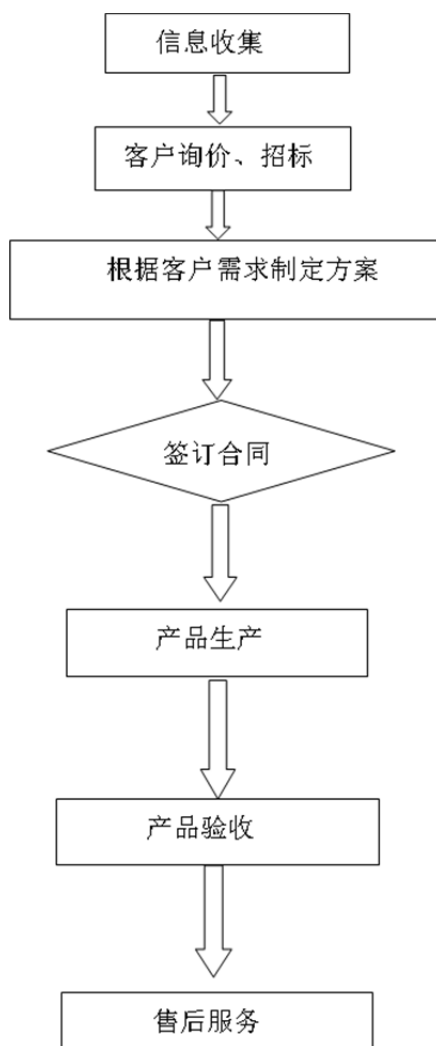 信息收集
客户询价、招标
根据客户需求制定方案
签订合同
产品生产
产品验收
售后服务